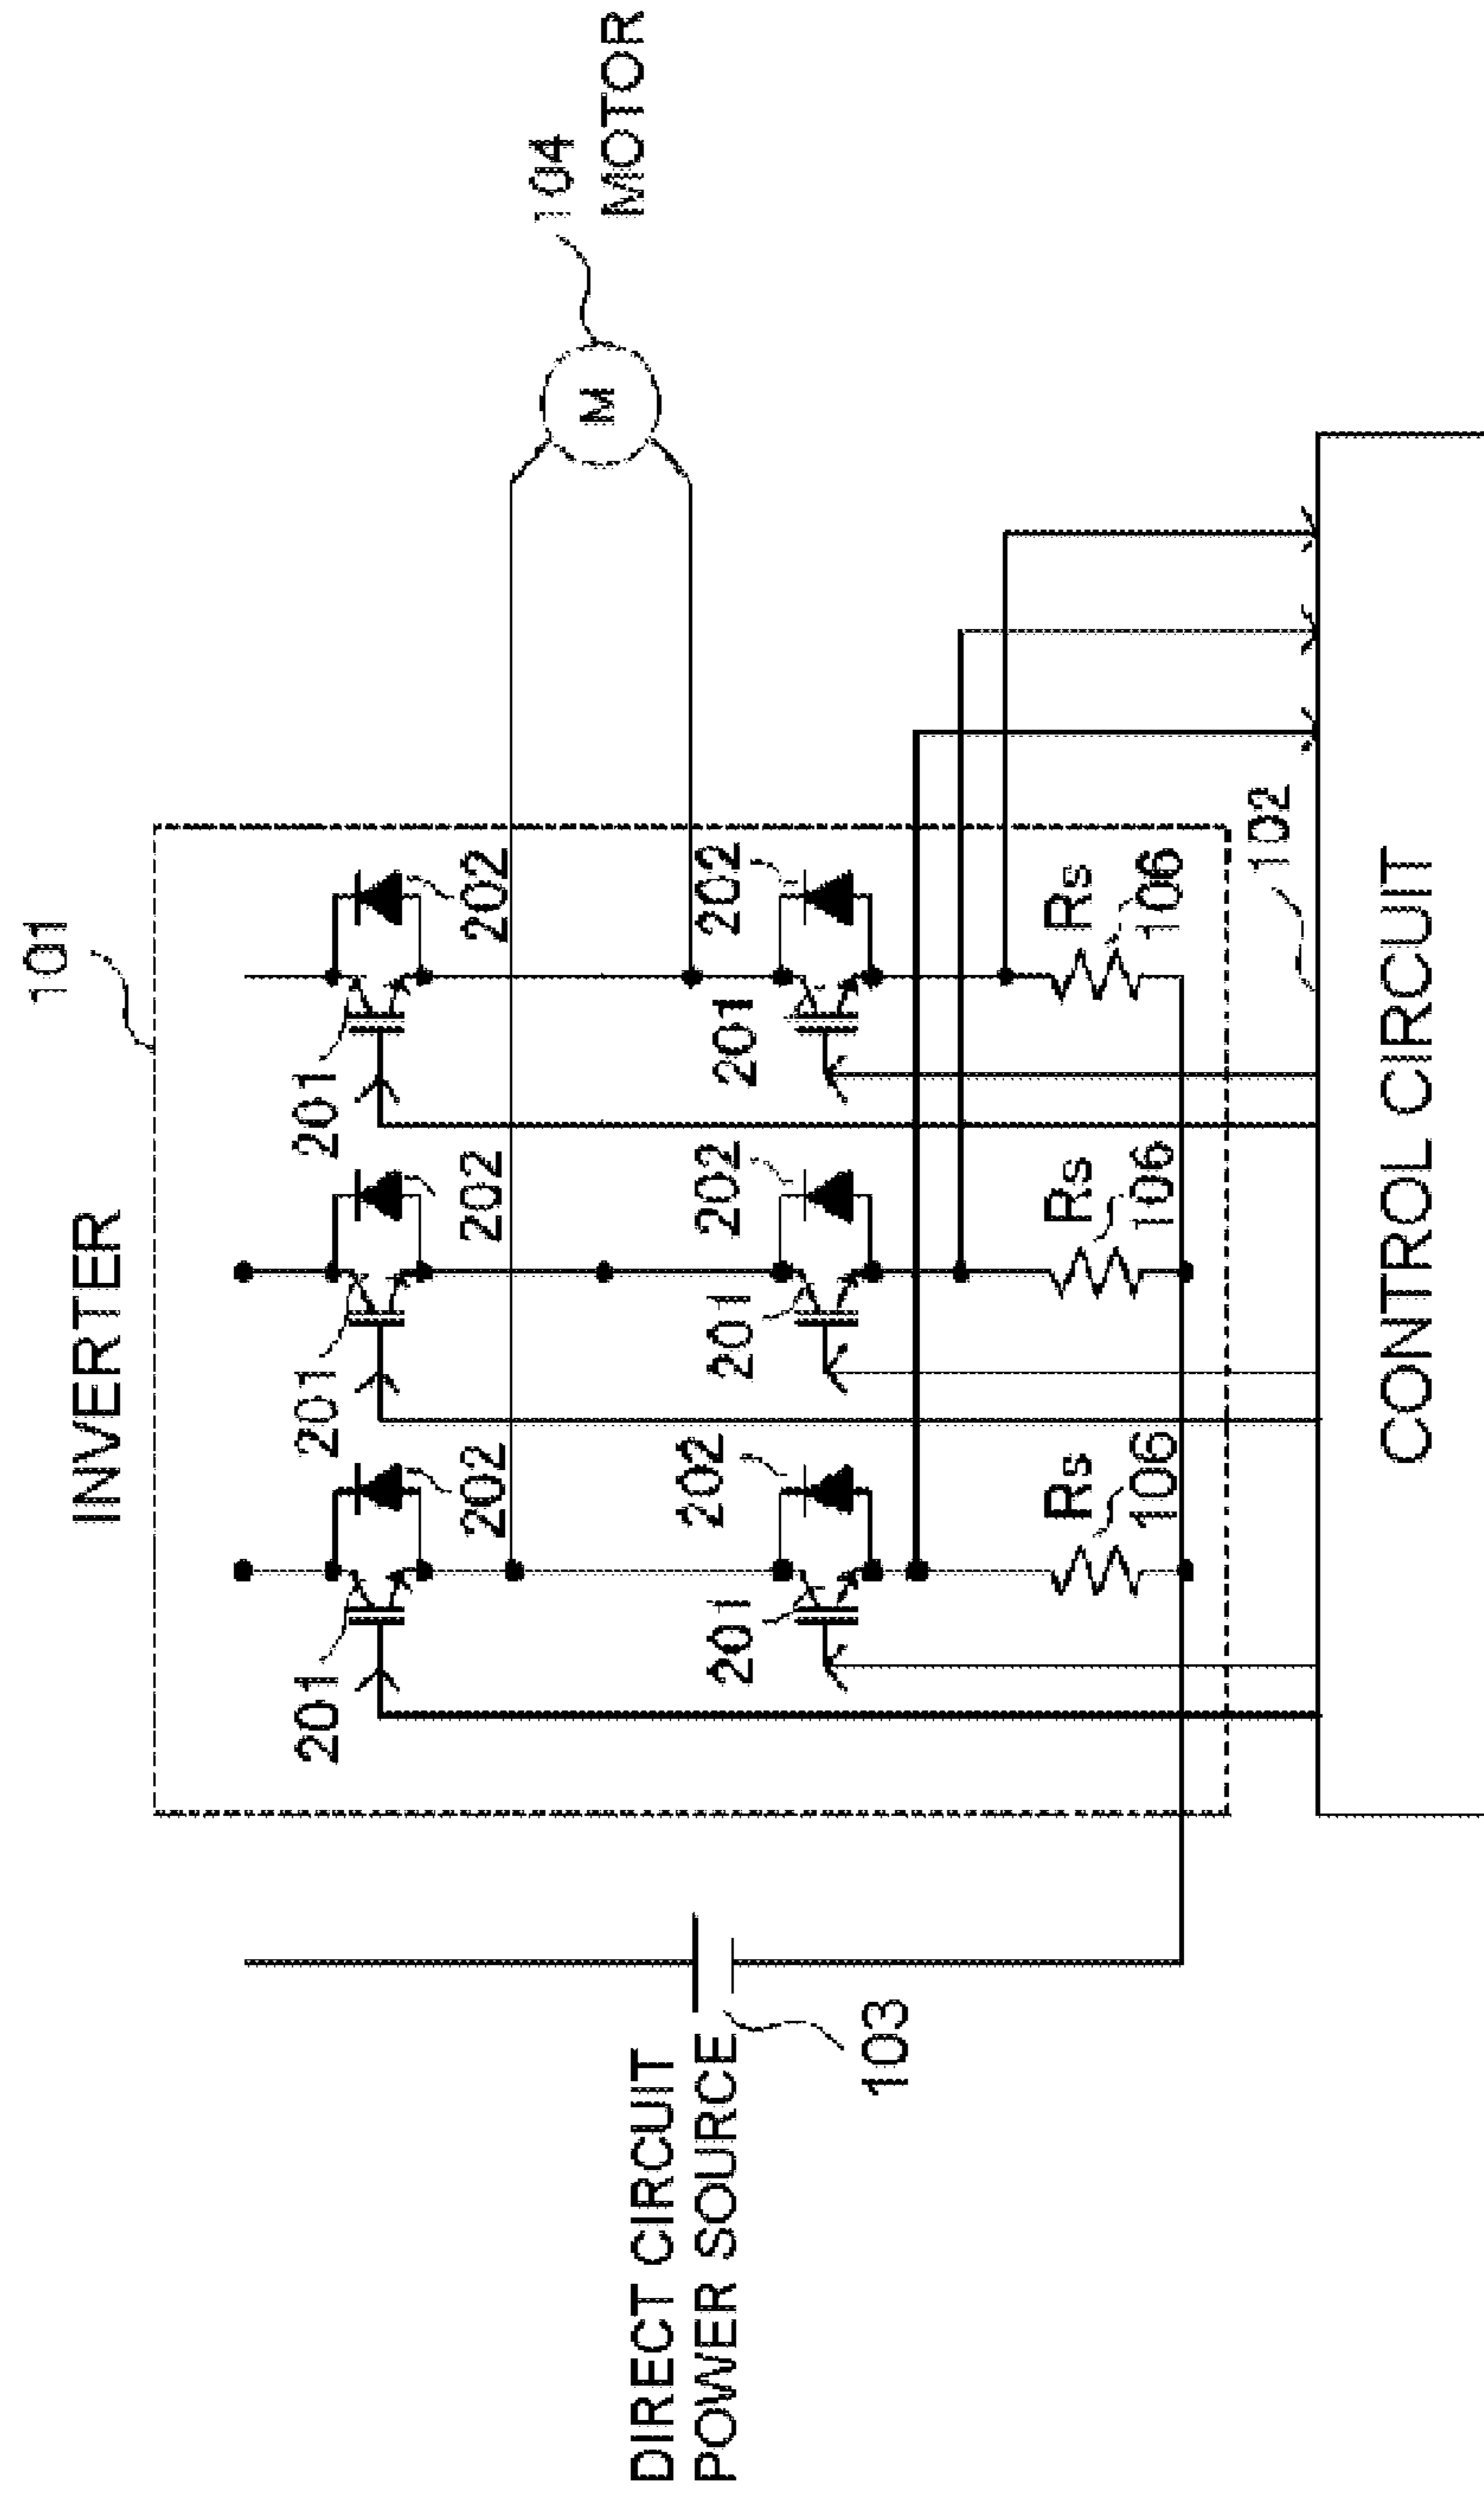 INVERTER
101
DIRECT CIRCUIT
POWER SOURCE
103
201
202
201
202
201
202
104
MOTOR
M
201
202
201
202
201
202
Rs
106
Rs
106
Rs
106
102
CONTROL CIRCUIT